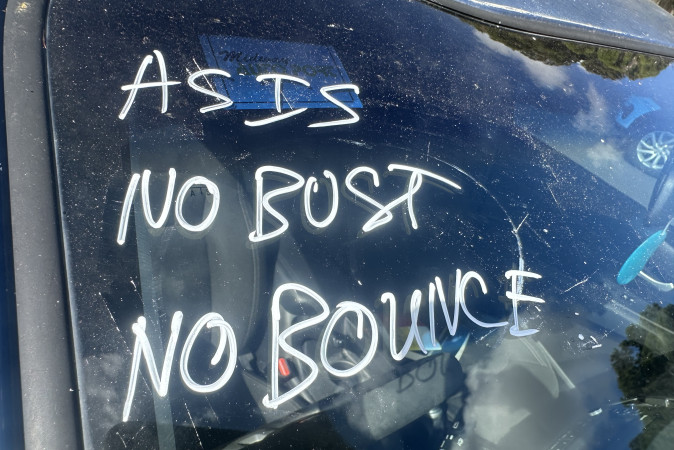 AS IS
NO BUST
NO BOUNCE